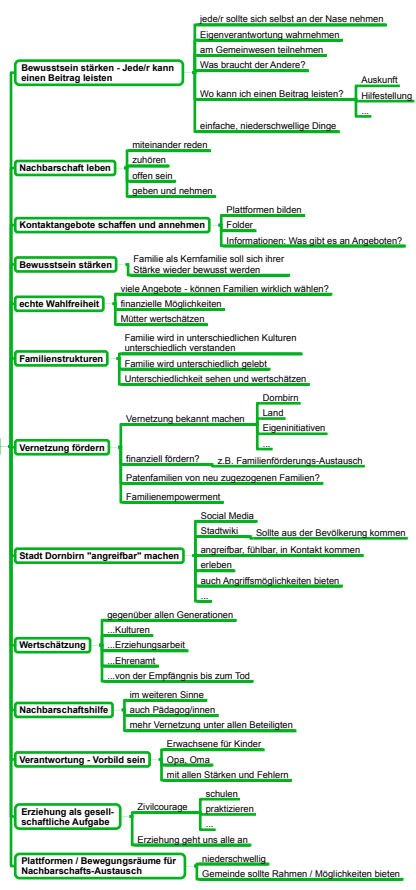 Bewusstsein stärken - Jede/r kann
einen Beitrag leisten
jede/r sollte sich selbst an der Nase nehmen
Eigenverantwortung wahrnehmen
am Gemeinwesen teilnehmen
Was braucht der Andere?
Wo kann ich einen Beitrag leisten?
Auskunft
Hilfestellung
...
einfache, niederschwellige Dinge
Nachbarschaft leben
miteinander reden
zuhören
offen sein
geben und nehmen
Kontaktangebote schaffen und annehmen
Plattformen bilden
Folder
Informationen: Was gibt es an Angeboten?
Bewusstsein stärken
Familie als Kernfamilie soll sich ihrer
Stärke wieder bewusst werden
echte Wahlfreiheit
viele Angebote - können Familien wirklich wählen?
finanzielle Möglichkeiten
Mütter wertschätzen
Familienstrukturen
Familie wird in unterschiedlichen Kulturen
unterschiedlich verstanden
Familie wird unterschiedlich gelebt
Unterschiedlichkeit sehen und wertschätzen
Vernetzung fördern
Vernetzung bekannt machen
Dornbirn
Land
Eigeninitiativen
...
finanziell fördern?
z.B. Familienförderungs-Austausch
Patenfamilien von neu zugezogenen Familien?
Familienempowerment
Stadt Dornbirn "angreifbar" machen
Social Media
Stadtwiki
Sollte aus der Bevölkerung kommen
angreifbar, fühlbar, in Kontakt kommen
erleben
auch Angriffsmöglichkeiten bieten
...
Wertschätzung
gegenüber allen Generationen
...Kulturen
...Erziehungsarbeit
...Ehrenamt
...von der Empfängnis bis zum Tod
Nachbarschaftshilfe
im weiteren Sinne
auch Pädagog/innen
mehr Vernetzung unter allen Beteiligten
Verantwortung - Vorbild sein
Erwachsene für Kinder
Opa, Oma
mit allen Stärken und Fehlern
Erziehung als gesell-
schaftliche Aufgabe
Zivilcourage
schulen
praktizieren
...
Erziehung geht uns alle an
Plattformen / Bewegungsräume für
Nachbarschafts-Austausch
niederschwellig
Gemeinde sollte Rahmen / Möglichkeiten bieten